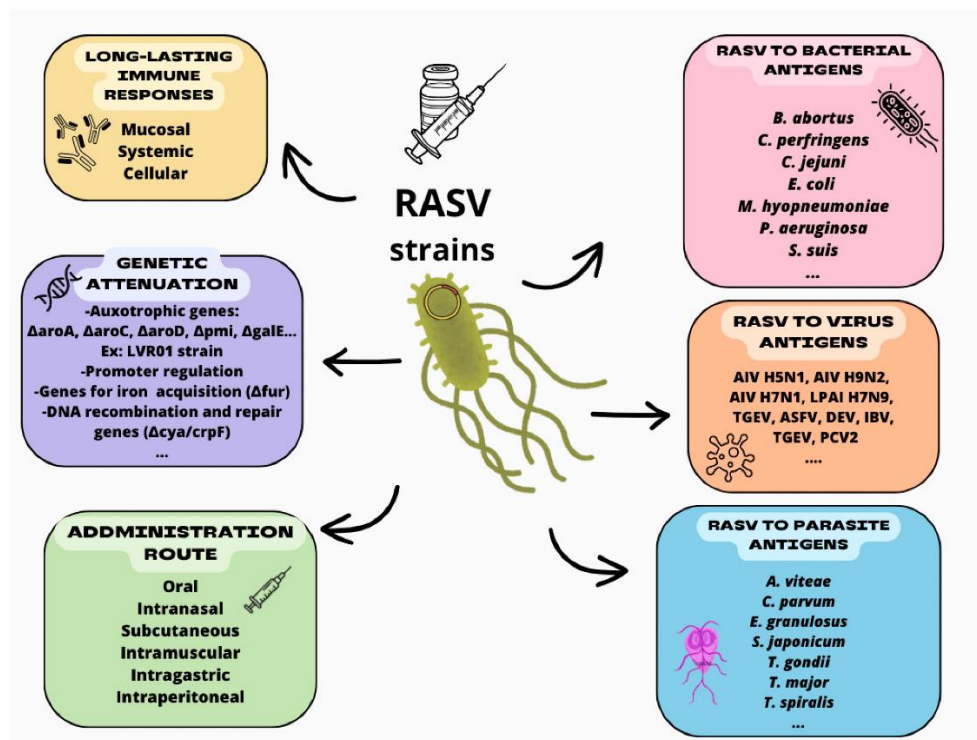 LONG-LASTING
IMMUNE
RESPONSES
Mucosal
Systemic
Cellular
GENETIC
ATTENUATION
-Auxotrophic genes:
ΔaroA, ΔaroC, ΔaroD, Δpmi, ΔgalE...
Ex: LVR01 strain
-Promoter regulation
-Genes for iron acquisition (Δfur)
-DNA recombination and repair
genes (Δcya/crpF)
...
ADDMINISTRATION
ROUTE
Oral
Intranasal
Subcutaneous
Intramuscular
Intragastric
Intraperitoneal
RASV
strains
RASV TO BACTERIAL
ANTIGENS
B. abortus
C. perfringens
C. jejuni
E. coli
M. hyopneumoniae
P. aeruginosa
S. suis
...
RASV TO VIRUS
ANTIGENS
AIV H5N1, AIV H9N2,
AIV H7N1, LPAI H7N9,
TGEV, ASFV, DEV, IBV,
TGEV, PCV2
....
RASV TO PARASITE
ANTIGENS
A. viteae
C. parvum
E. granulosus
S. japonicum
T. gondii
T. major
T. spiralis
...